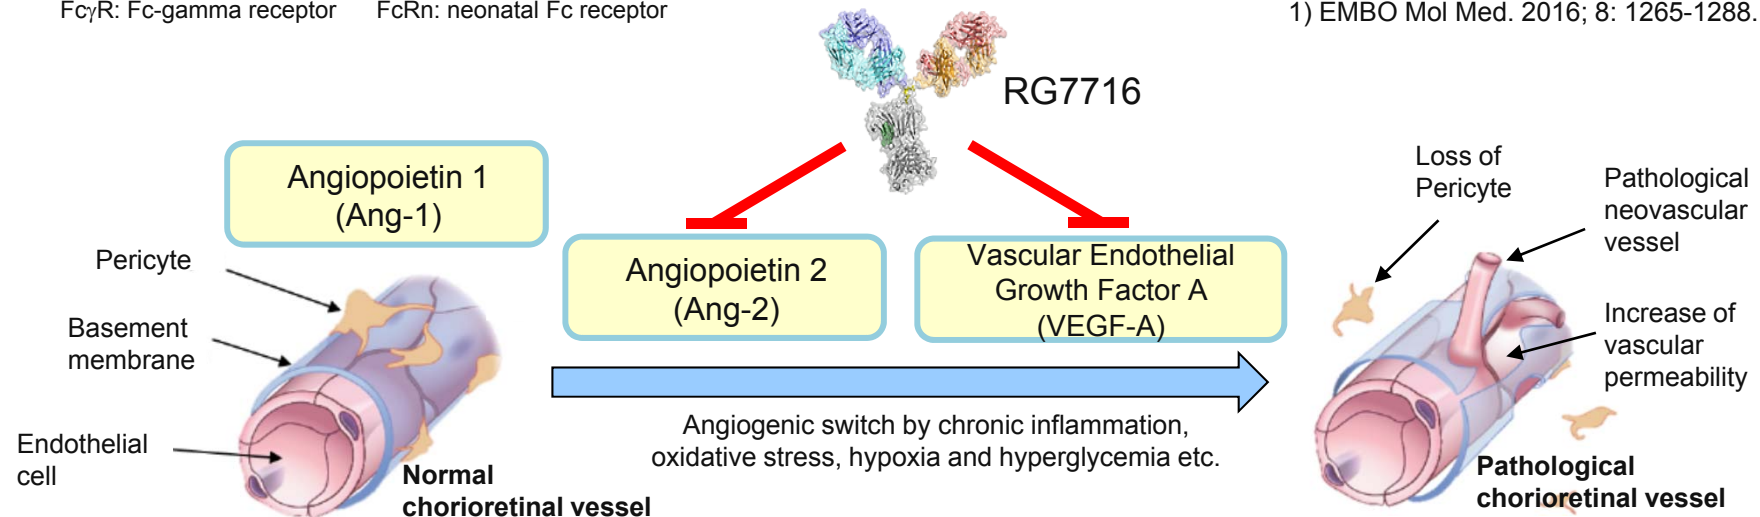 FcγR: Fc-gamma receptor FcRn: neonatal Fc receptor
1) EMBO Mol Med. 2016; 8: 1265-1288.
RG7716
Angiopoietin 1
(Ang-1)
Angiopoietin 2
(Ang-2)
Vascular Endothelial
Growth Factor A
(VEGF-A)
Pericyte
Basement
membrane
Endothelial
cell
Normal
chorioretinal vessel
Angiogenic switch by chronic inflammation,
oxidative stress, hypoxia and hyperglycemia etc.
Loss of
Pericyte
Pathological
neovascular
vessel
Increase of
vascular
permeability
Pathological
chorioretinal vessel